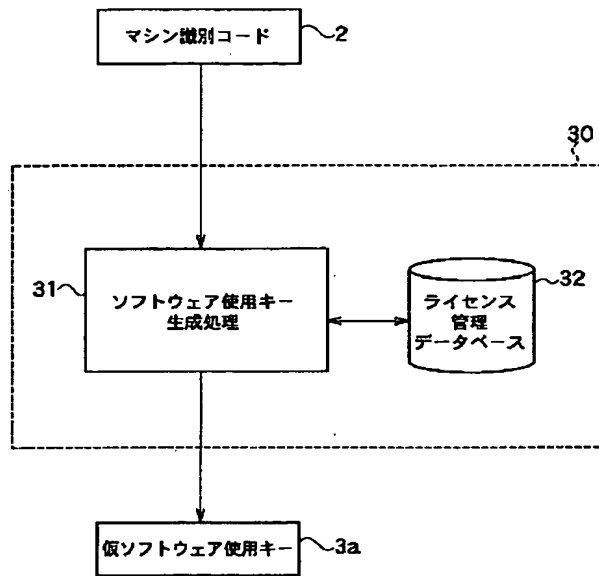 マシン識別コード
2
30
31
ソフトウェア使用キー
生成処理
32
ライセンス
管理
データベース
仮ソフトウェア使用キー
3a